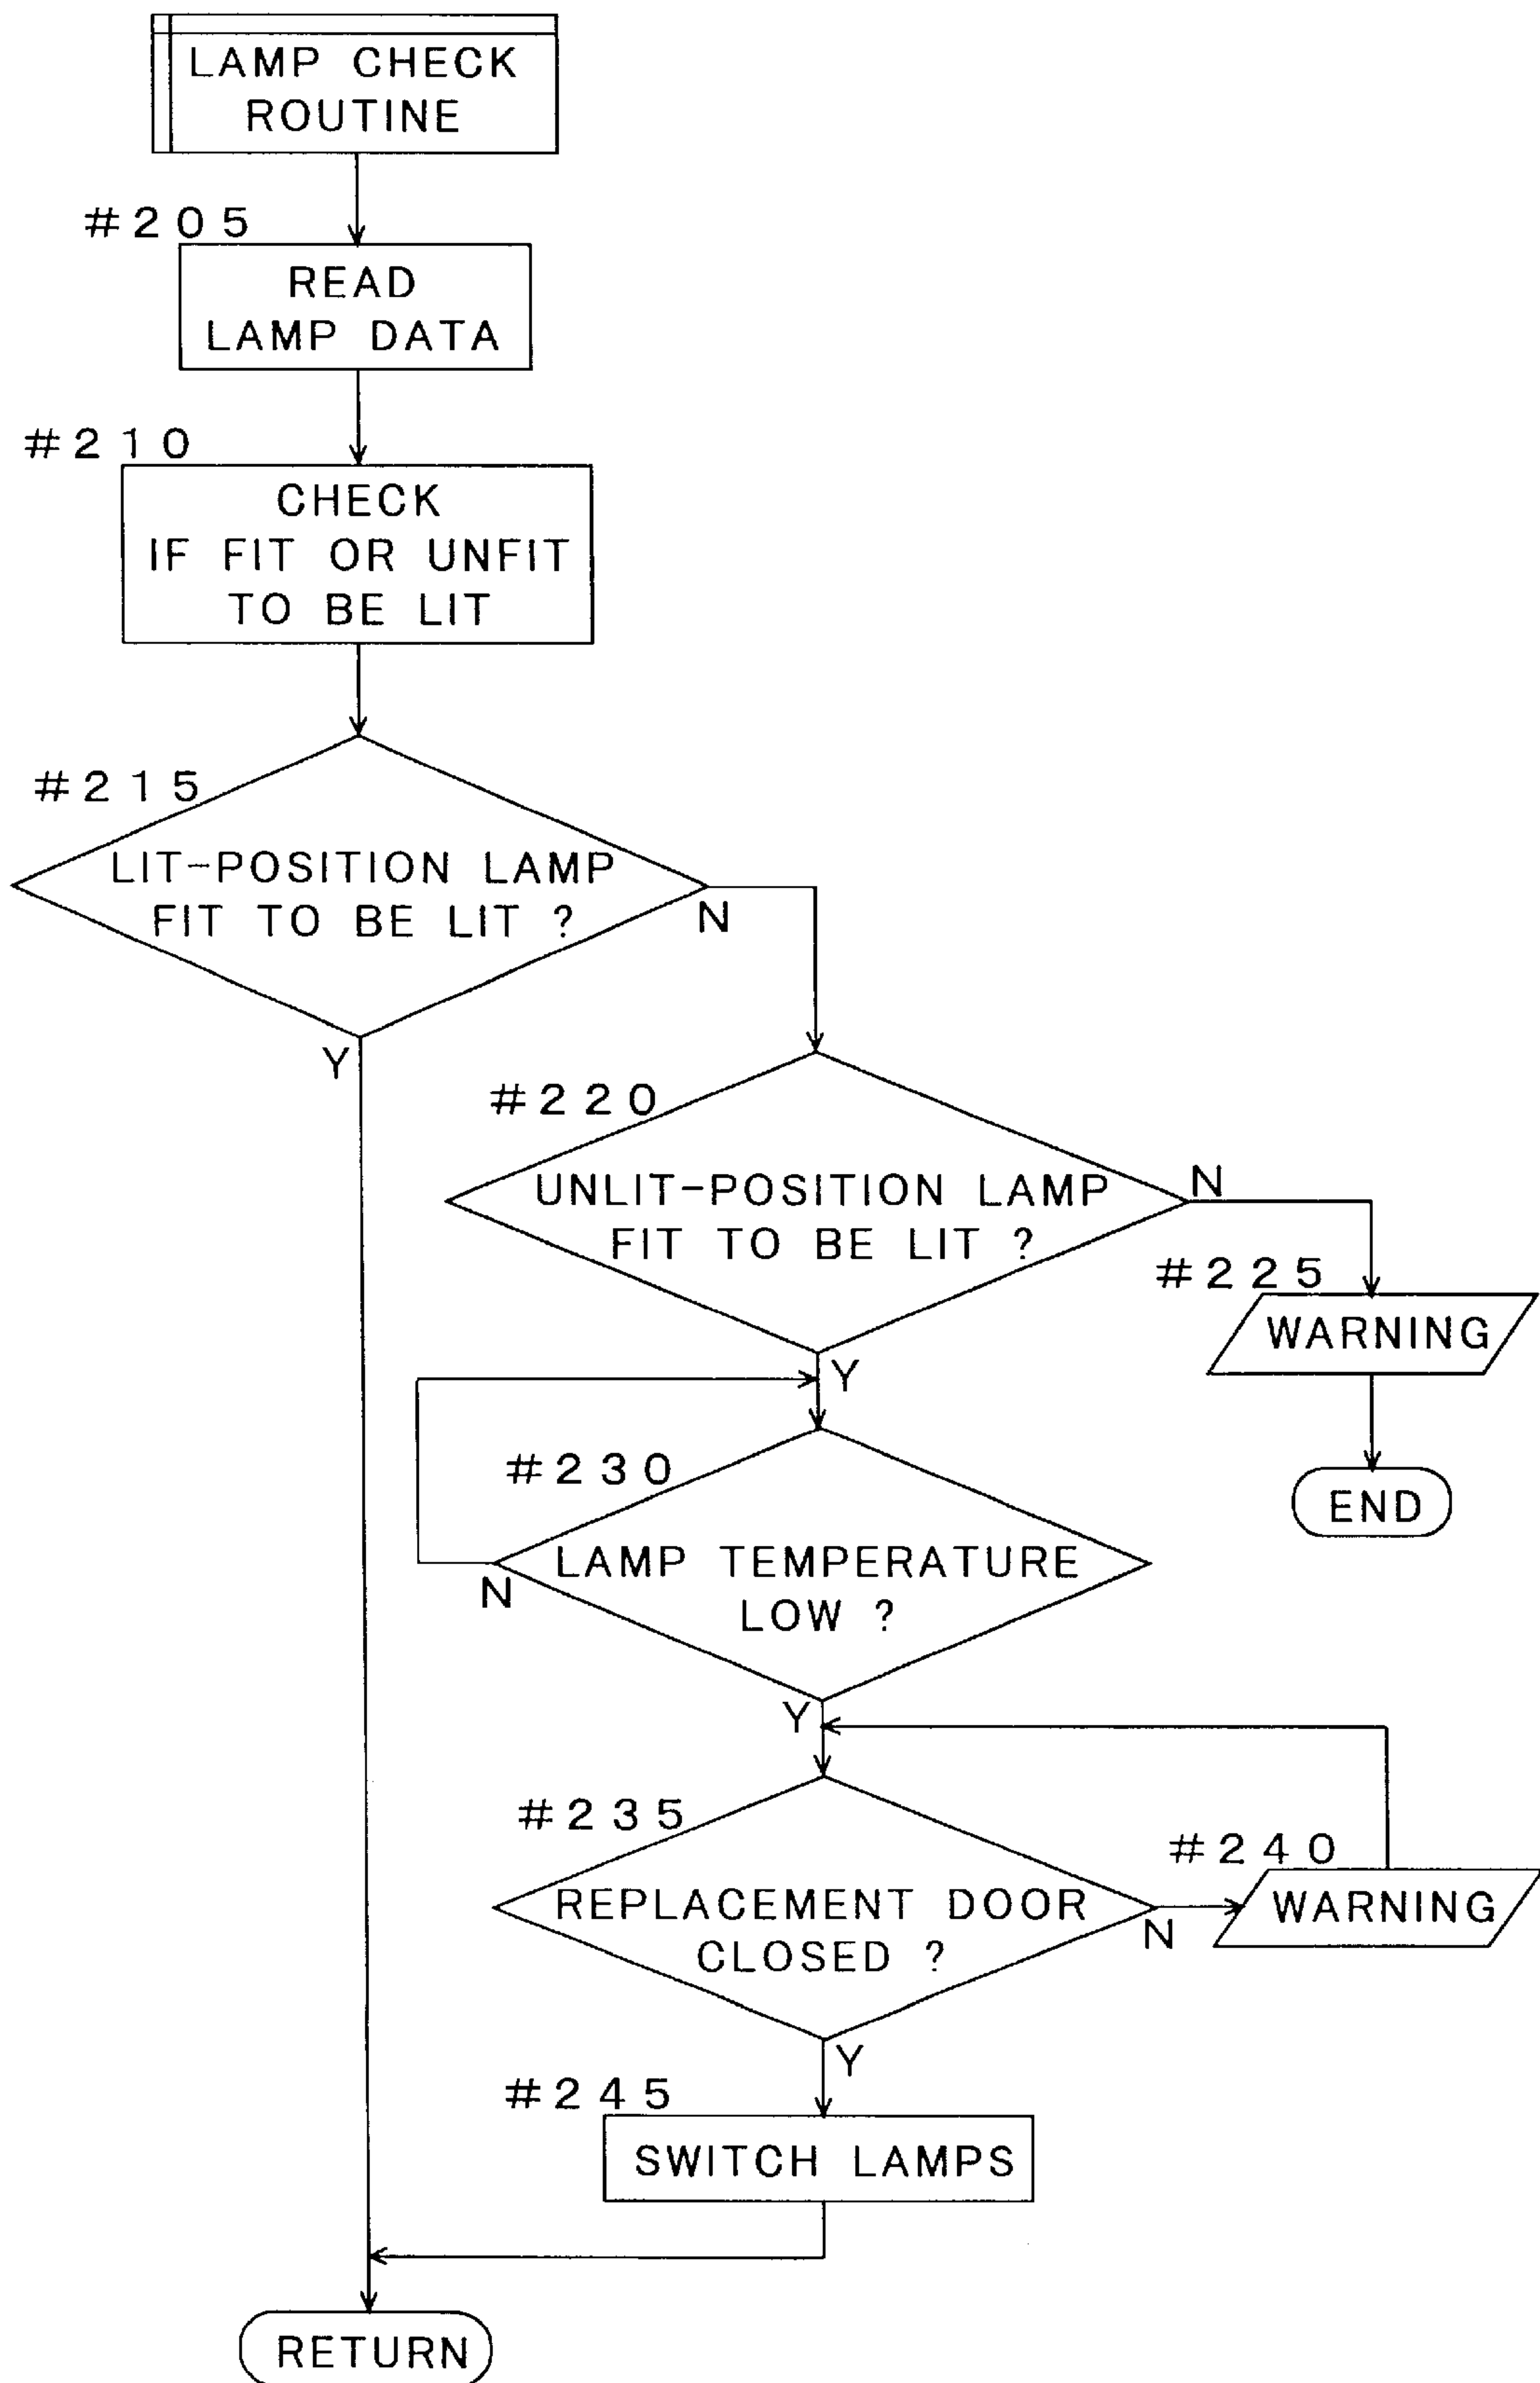 LAMP CHECK
ROUTINE
#205
READ
LAMP DATA
#210
CHECK
IF FIT OR UNFIT
TO BE LIT
#215
LIT-POSITION LAMP
FIT TO BE LIT ?
N
Y
#220
UNLIT-POSITION LAMP
FIT TO BE LIT ?
N
#225
WARNING
END
Y
#230
LAMP TEMPERATURE
LOW ?
N
Y
#235
REPLACEMENT DOOR
CLOSED ?
N
#240
WARNING
Y
#245
SWITCH LAMPS
RETURN